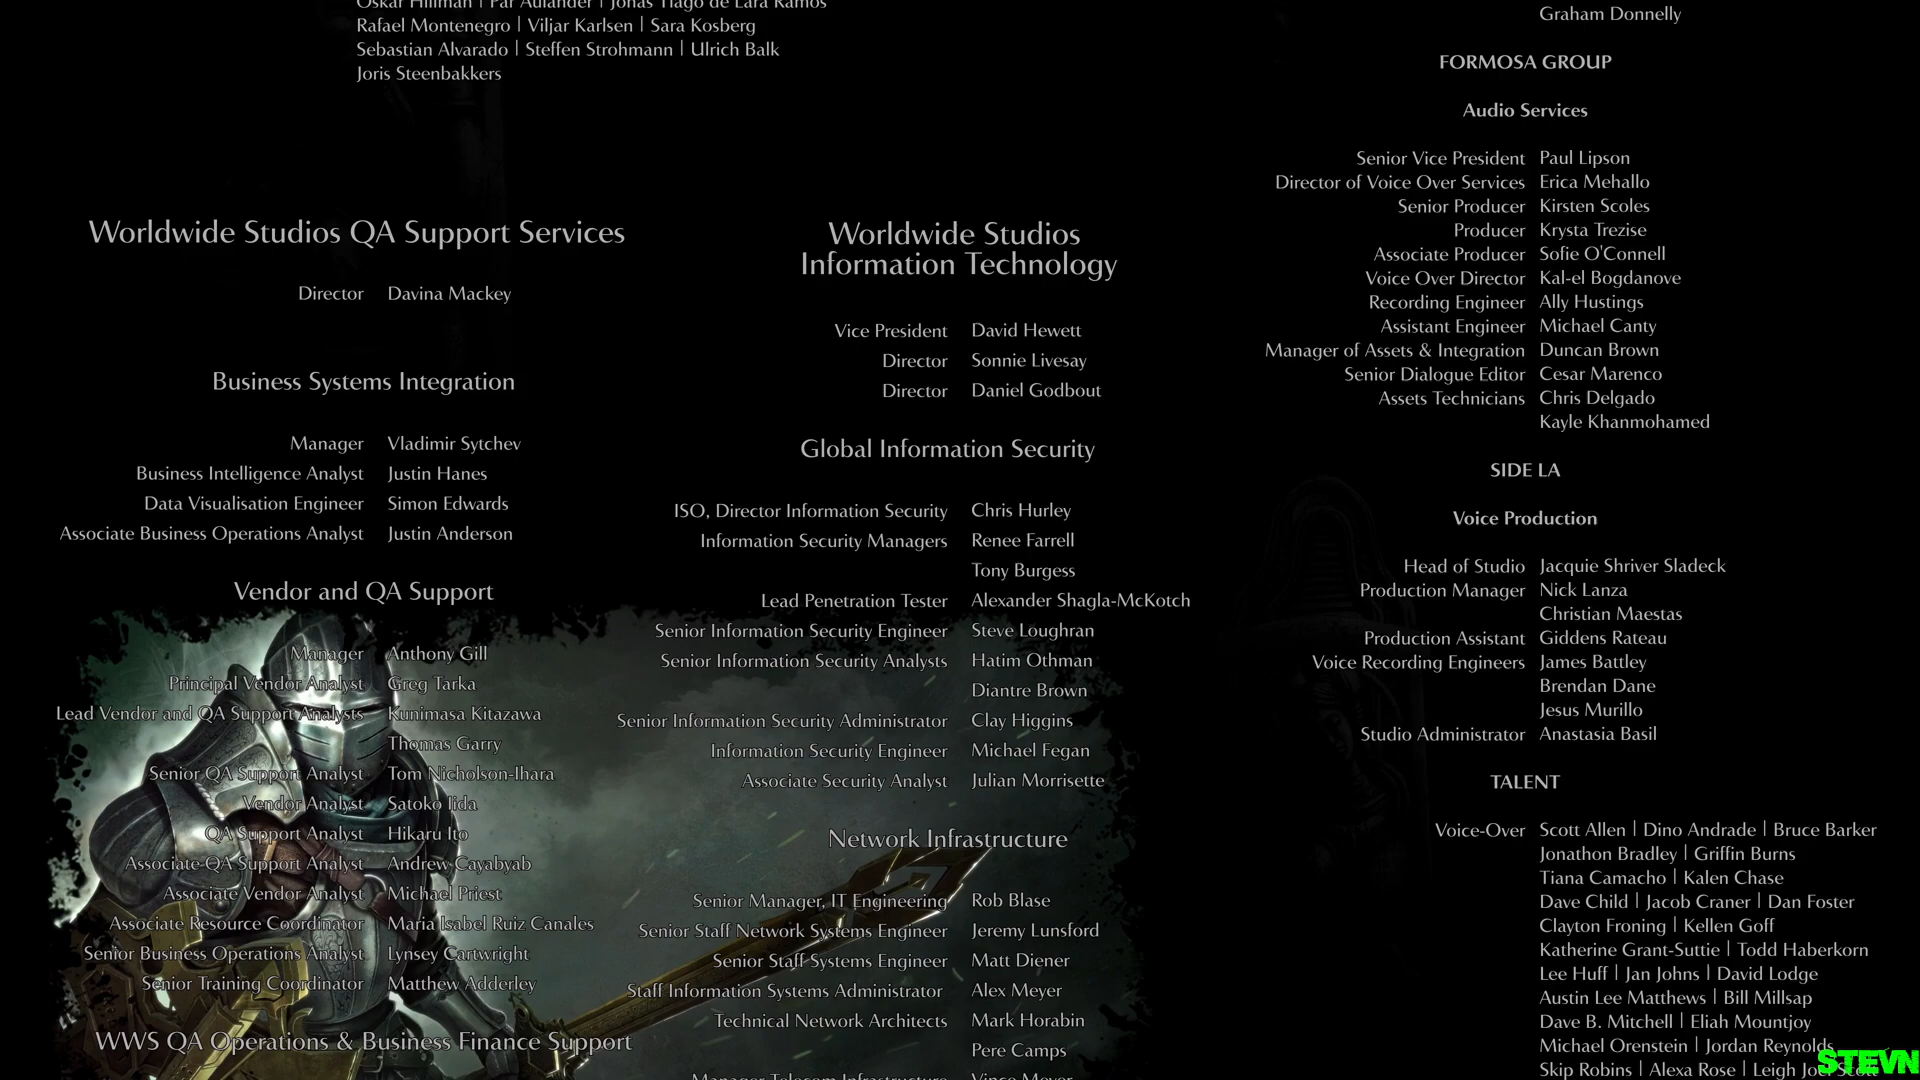 Oskar Hillman | Pär Aulander | Jonas Tiago de Lara Ramos
Rafael Montenegro | Viljar Karlsen | Sara Kosberg
Sebastian Alvarado | Steffen Strohmann | Ulrich Balk
Joris Steenbakkers
Worldwide Studios QA Support Services
Director Davina Mackey
Business Systems Integration
Manager Vladimir Sytchev
Business Intelligence Analyst Justin Hanes
Data Visualisation Engineer Simon Edwards
Associate Business Operations Analyst Justin Anderson
Vendor and QA Support
Manager Anthony Gill
Principal Vendor Analyst Greg Tarka
Lead Vendor and QA Support Analysts Kunimasa Kitazawa
Thomas Garry
Senior QA Support Analyst Tom Nicholson-Ihara
Vendor Analyst Satoko Iida
QA Support Analyst Hikaru Ito
Associate QA Support Analyst Andrew Cayabyab
Associate Vendor Analyst Michael Priest
Associate Resource Coordinator Maria Isabel Ruiz Canales
Senior Business Operations Analyst Lynsey Cartwright
Senior Training Coordinator Matthew Adderley
WWS QA Operations & Business Finance Support
Worldwide Studios
Information Technology
Vice President David Hewett
Director Sonnie Livesay
Director Daniel Godbout
Global Information Security
ISO, Director Information Security Chris Hurley
Information Security Managers Renee Farrell
Tony Burgess
Lead Penetration Tester Alexander Shagla-McKotch
Senior Information Security Engineer Steve Loughran
Senior Information Security Analysts Hatim Othman
Diantre Brown
Senior Information Security Administrator Clay Higgins
Information Security Engineer Michael Fegan
Associate Security Analyst Julian Morrisette
Network Infrastructure
Senior Manager, IT Engineering Rob Blase
Senior Staff Network Systems Engineer Jeremy Lunsford
Senior Staff Systems Engineer Matt Diener
Staff Information Systems Administrator Alex Meyer
Technical Network Architects Mark Horabin
Pere Camps
Manager Telecom Infrastructure Vince Meyer
Graham Donnelly
FORMOSA GROUP
Audio Services
Senior Vice President Paul Lipson
Director of Voice Over Services Erica Mehallo
Senior Producer Kirsten Scoles
Producer Krysta Trezise
Associate Producer Sofie O'Connell
Voice Over Director Kal-el Bogdanove
Recording Engineer Ally Hustings
Assistant Engineer Michael Canty
Manager of Assets & Integration Duncan Brown
Senior Dialogue Editor Cesar Marenco
Assets Technicians Chris Delgado
Kayle Khanmohamed
SIDE LA
Voice Production
Head of Studio Jacquie Shriver Sladeck
Production Manager Nick Lanza
Christian Maestas
Production Assistant Giddens Rateau
Voice Recording Engineers James Battley
Brendan Dane
Jesus Murillo
Studio Administrator Anastasia Basil
TALENT
Voice-Over Scott Allen | Dino Andrade | Bruce Barker
Jonathon Bradley | Griffin Burns
Tiana Camacho | Kalen Chase
Dave Child | Jacob Craner | Dan Foster
Clayton Froning | Kellen Goff
Katherine Grant-Suttie | Todd Haberkorn
Lee Huff | Jan Johns | David Lodge
Austin Lee Matthews | Bill Millsap
Dave B. Mitchell | Eliah Mountjoy
Michael Orenstein | Jordan Reynolds
Skip Robins | Alexa Rose | Leigh Joel Scott
STEVN